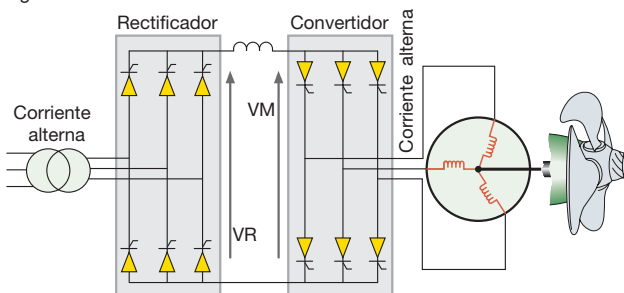 Rectificador
Convertidor
Corriente
alterna
VM
VR
Corriente alterna